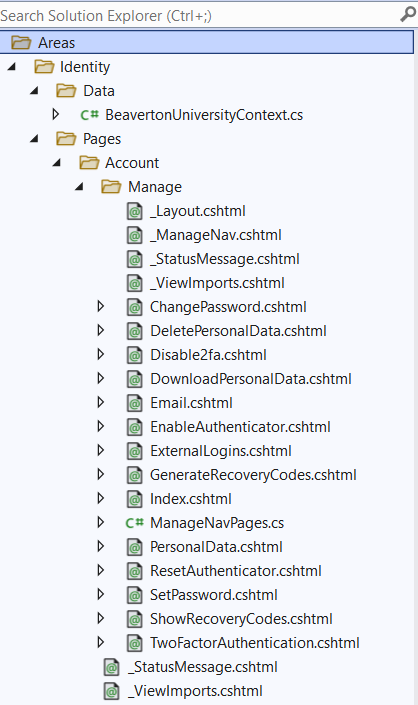 Search Solution Explorer (Ctrl+;)
Areas
Identity
Data
C# BeavertonUniversityContext.cs
Pages
Account
Manage
_Layout.cshtml
_ManageNav.cshtml
_StatusMessage.cshtml
_ViewImports.cshtml
ChangePassword.cshtml
DeletePersonalData.cshtml
Disable2fa.cshtml
DownloadPersonalData.cshtml
Email.cshtml
EnableAuthenticator.cshtml
ExternalLogins.cshtml
GenerateRecoveryCodes.cshtml
Index.cshtml
C# ManageNavPages.cs
PersonalData.cshtml
ResetAuthenticator.cshtml
SetPassword.cshtml
ShowRecoveryCodes.cshtml
TwoFactorAuthentication.cshtml
_StatusMessage.cshtml
_ViewImports.cshtml